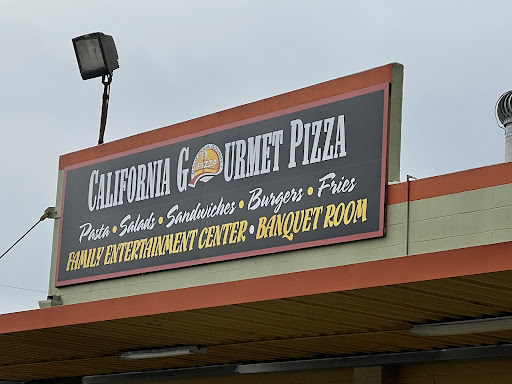 CALIFORNIA GOURMET PIZZA
Pasta • Salads • Sandwiches • Burgers • Fries
FAMILY ENTERTAINMENT CENTER • BANQUET ROOM